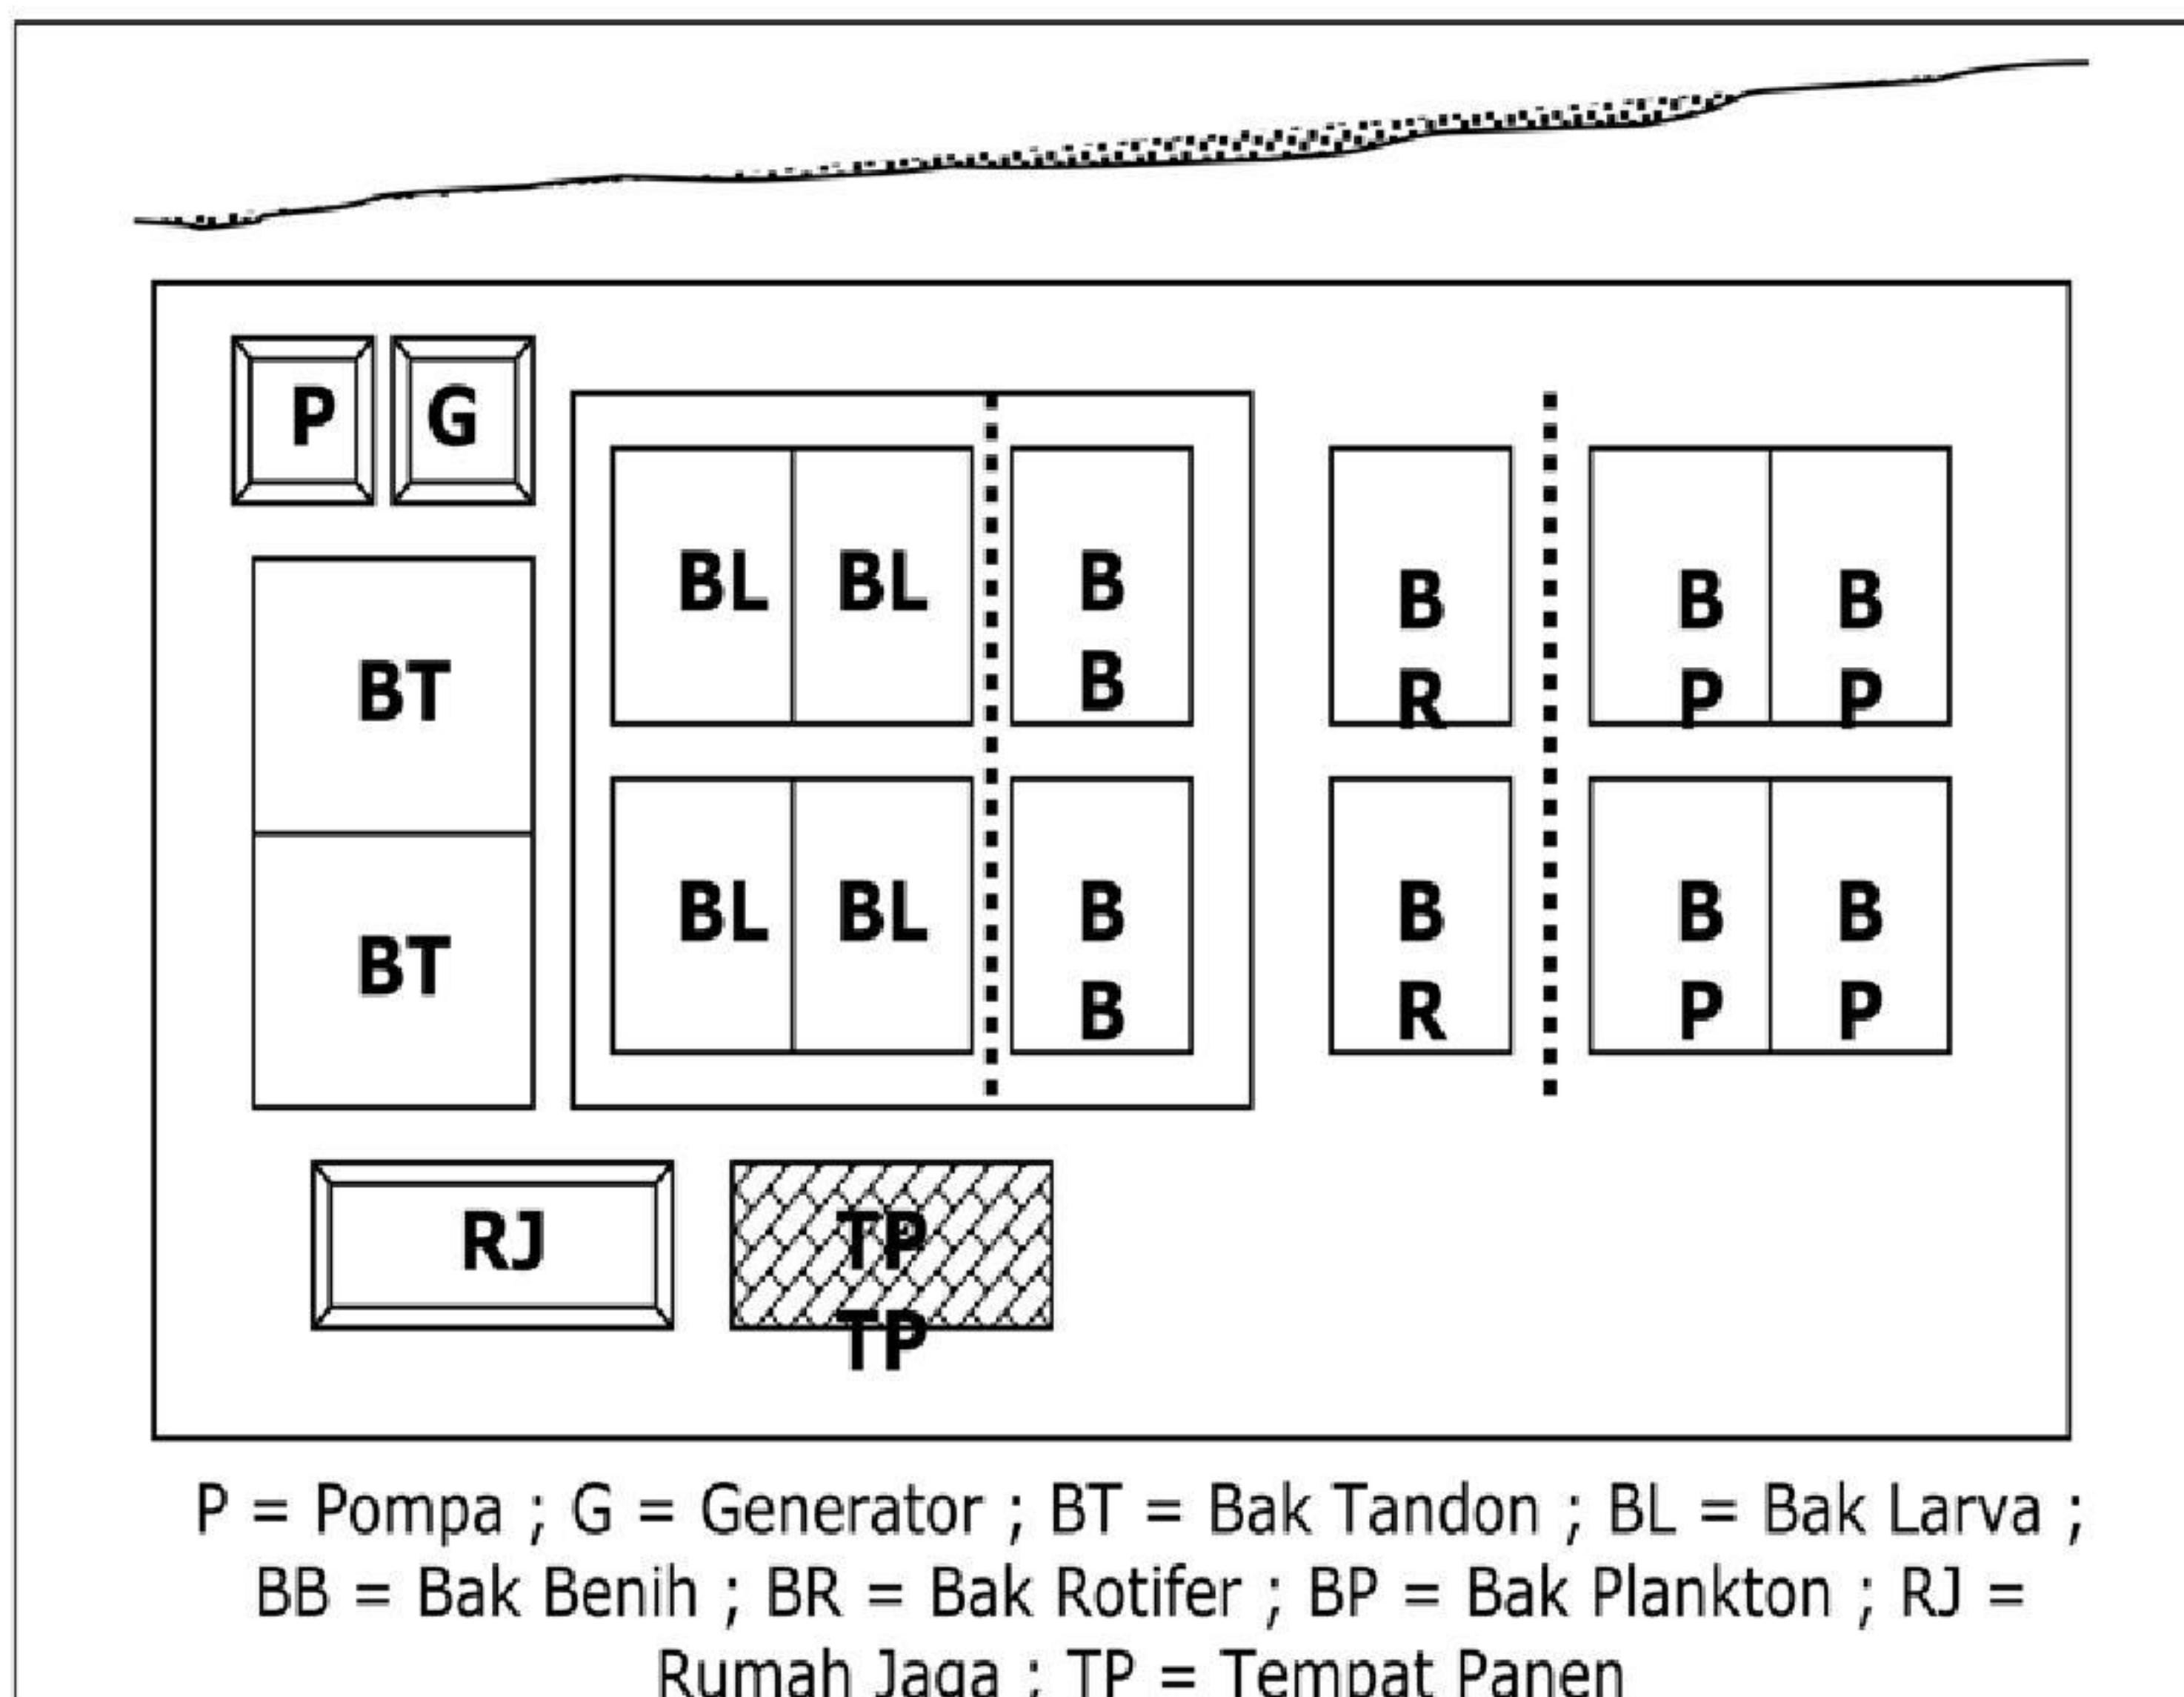 P G
BL BL B B B
B B
BT B R P P
BL BL B B B B
BT B R P P
RJ TP
TP
P = Pompa ; G = Generator ; BT = Bak Tandon ; BL = Bak Larva ;
BB = Bak Benih ; BR = Bak Rotifer ; BP = Bak Plankton ; RJ =
Rumah Jaga ; TP = Tempat Panen